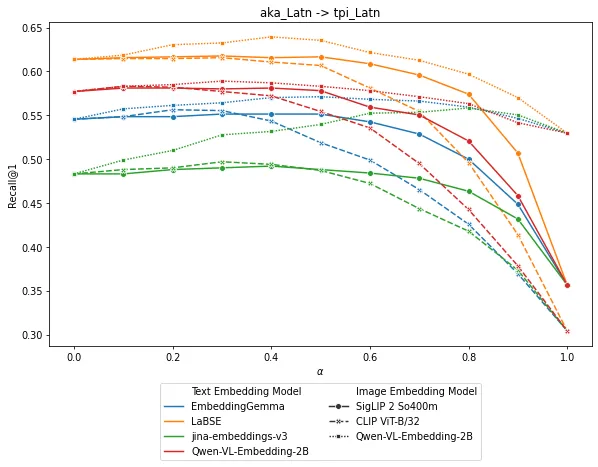 aka_Latn -> tpi_Latn
Recall@1
0.65
0.60
0.55
0.50
0.45
0.40
0.35
0.30
0.0 0.2 0.4 0.6 0.8 1.0
α
Text Embedding Model Image Embedding Model
EmbeddingGemma SigLIP 2 So400m
LaBSE CLIP ViT-B/32
jina-embeddings-v3 Qwen-VL-Embedding-2B
Qwen-VL-Embedding-2B